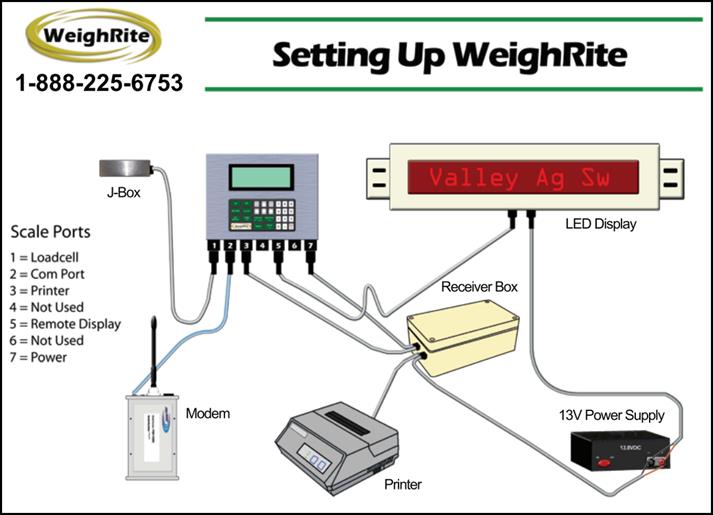 WeighRite
1-888-225-6753
Setting Up WeighRite
J-Box
Valley Ag Sw
LED Display
Scale Ports
1 = Loadcell
2 = Com Port
3 = Printer
4 = Not Used
5 = Remote Display
6 = Not Used
7 = Power
1 2 3 4 5 6 7
Receiver Box
Modem
13V Power Supply
13.8VDC
Printer